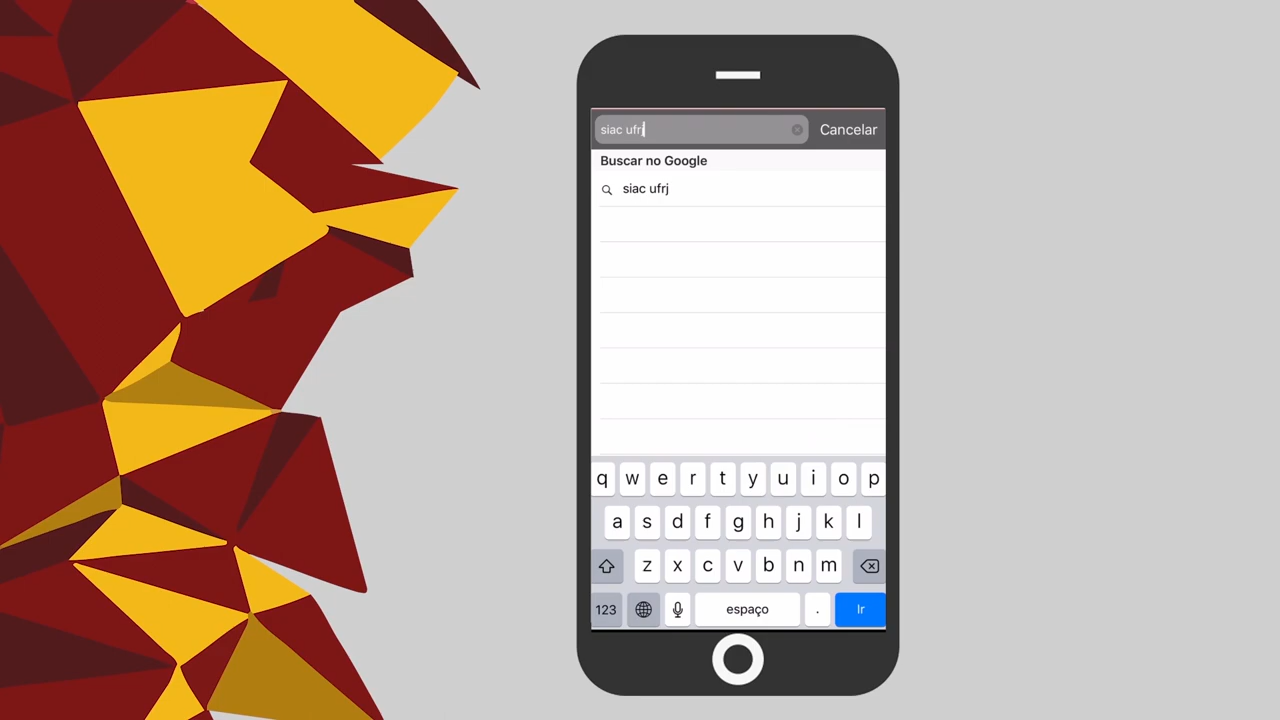 siac ufrj Cancelar
Buscar no Google
siac ufrj
q w e r t y u i o p
a s d f g h j k l
z x c v b n m
123 espaço . Ir